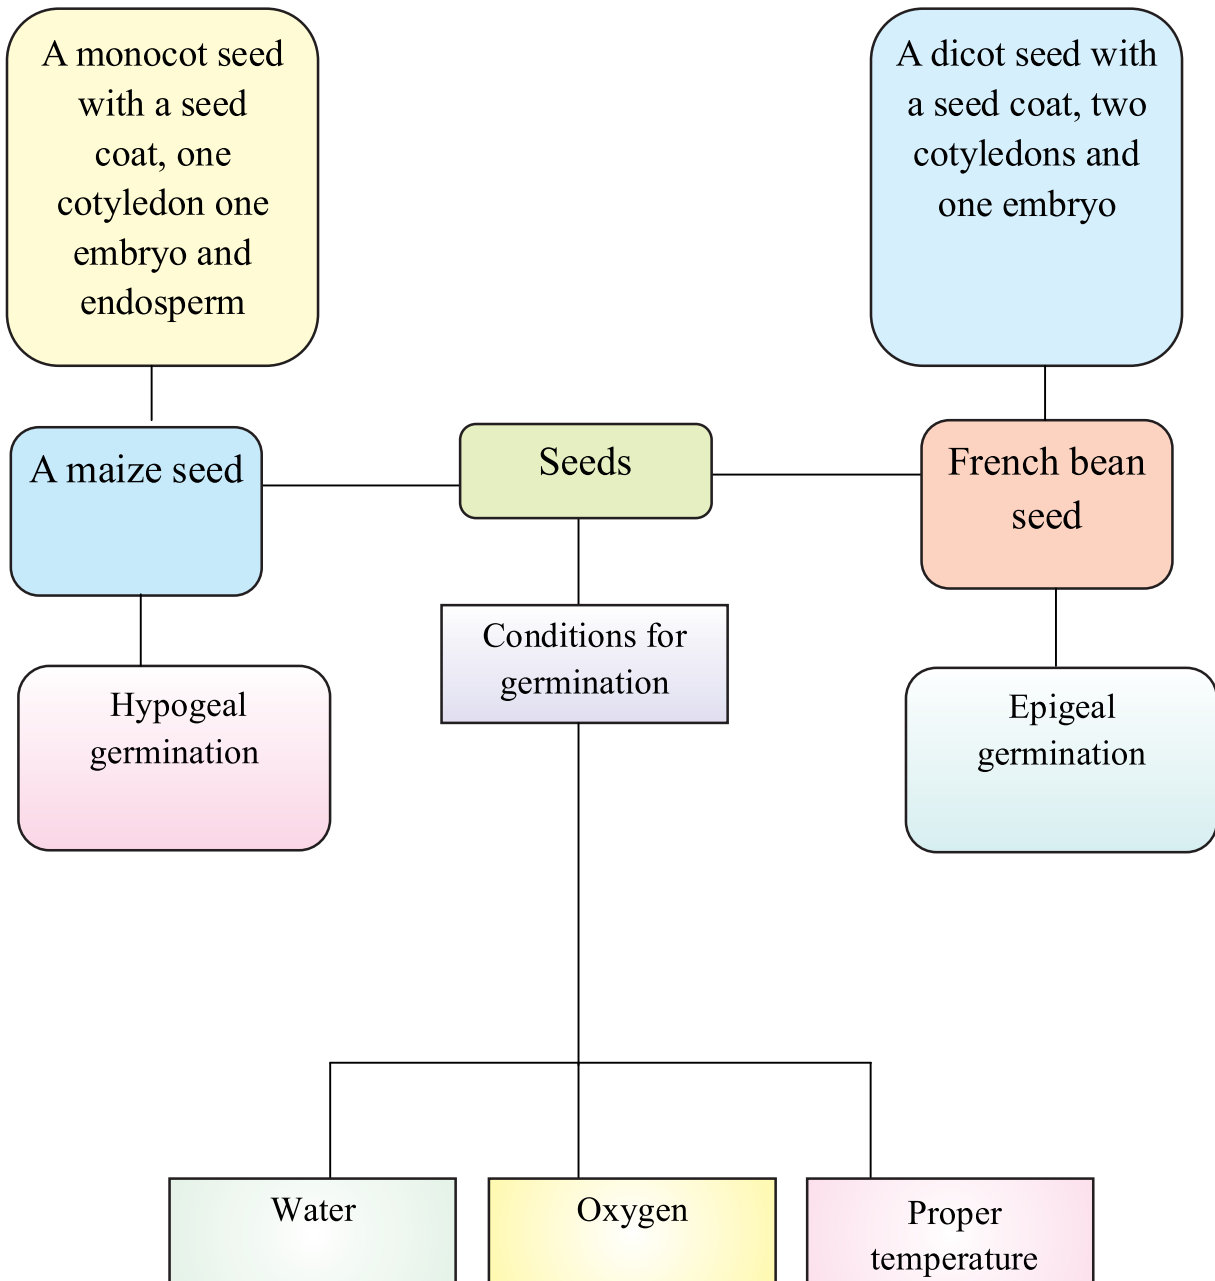 A monocot seed
with a seed
coat, one
cotyledon one
embryo and
endosperm
A dicot seed with
a seed coat, two
cotyledons and
one embryo
A maize seed
Seeds
French bean
seed
Conditions for
germination
Hypogeal
germination
Epigeal
germination
Water
Oxygen
Proper
temperature